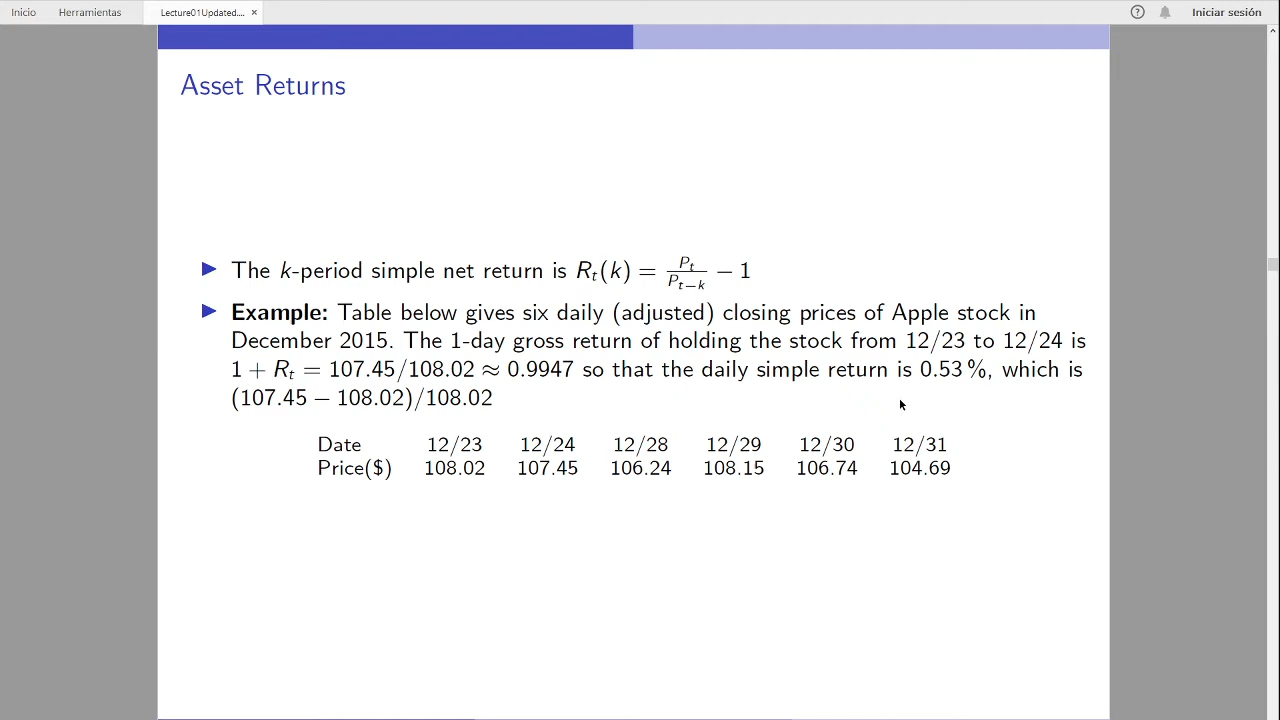 Inicio Herramientas Lecture01Updated.... × Iniciar sesión
Asset Returns
▶ The k-period simple net return is Rₜ(k) = Pₜ/Pₜ₋ₖ − 1
▶ Example: Table below gives six daily (adjusted) closing prices of Apple stock in
December 2015. The 1-day gross return of holding the stock from 12/23 to 12/24 is
1 + Rₜ = 107.45/108.02 ≈ 0.9947 so that the daily simple return is 0.53 %, which is
(107.45 − 108.02)/108.02
Date 12/23 12/24 12/28 12/29 12/30 12/31
Price($) 108.02 107.45 106.24 108.15 106.74 104.69